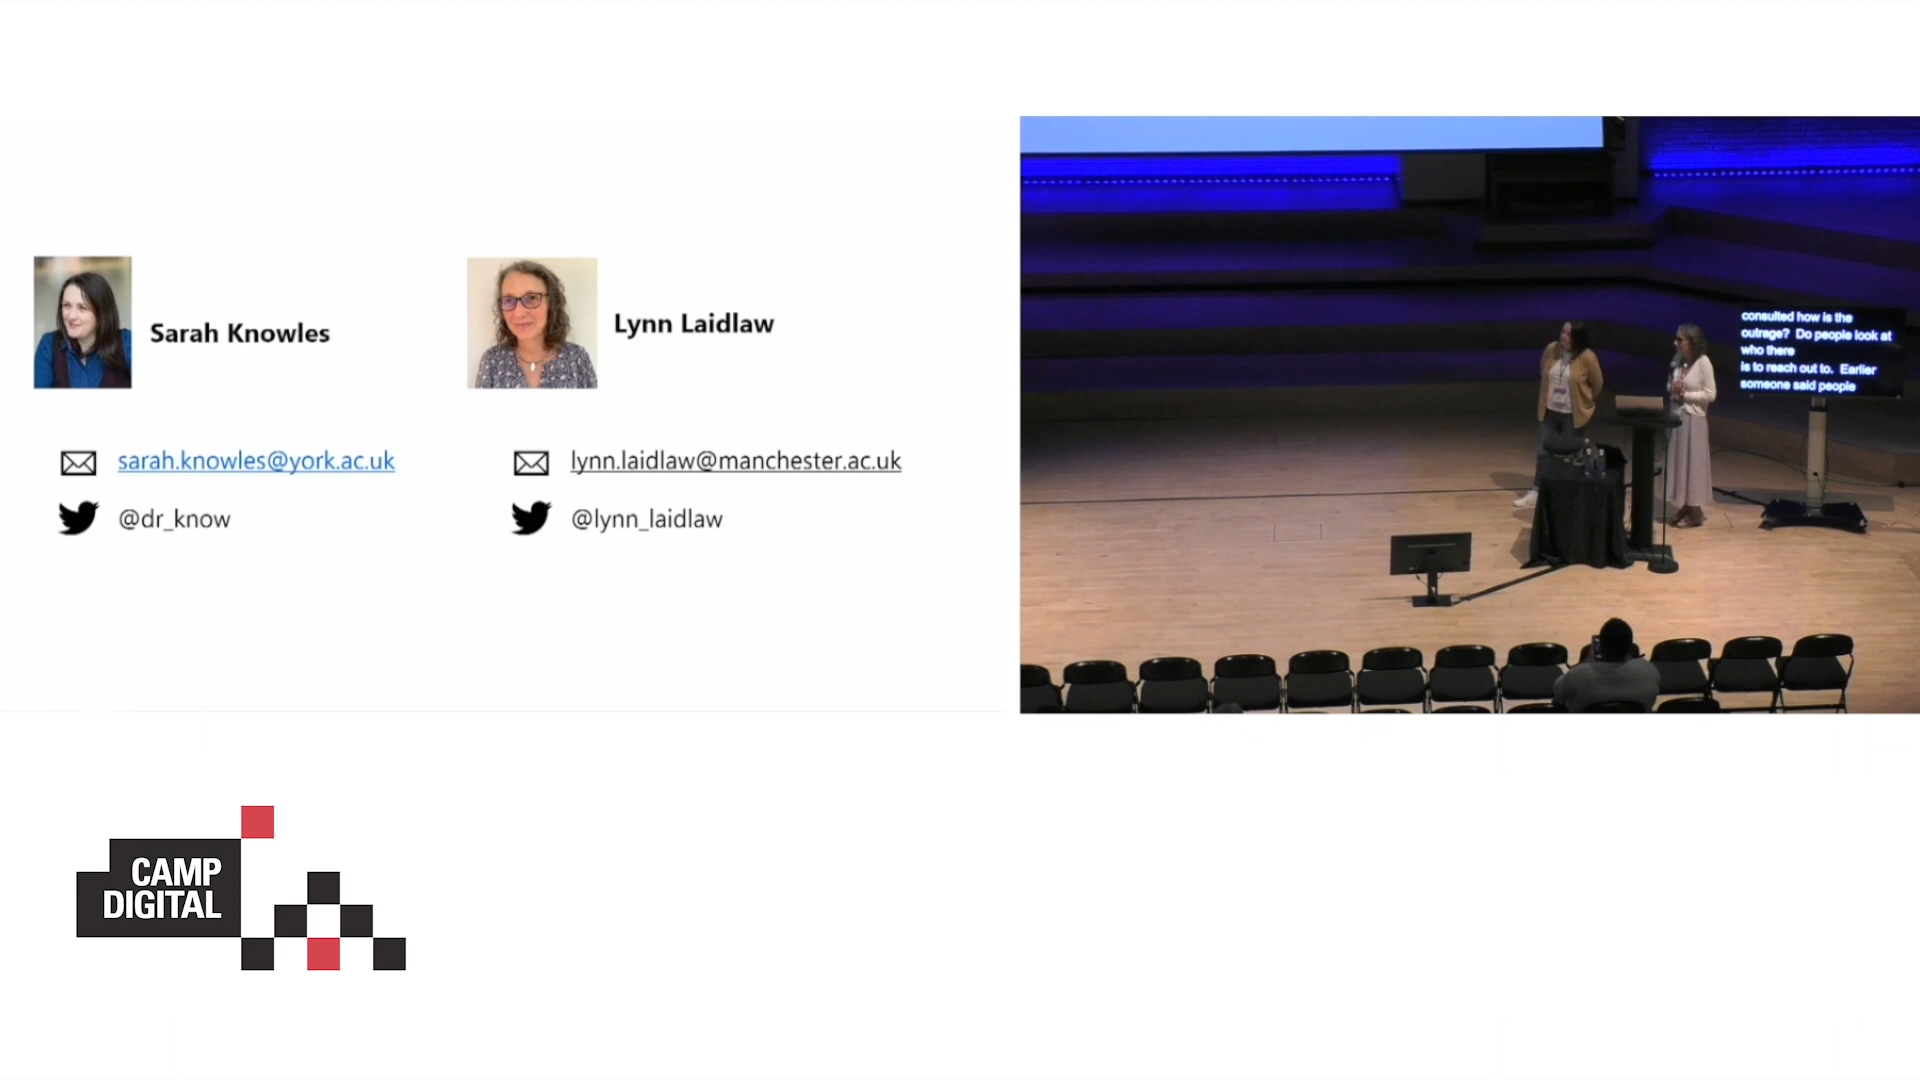 Sarah Knowles
Lynn Laidlaw
sarah.knowles@york.ac.uk
lynn.laidlaw@manchester.ac.uk
@dr_know
@lynn_laidlaw
consulted how is the
outrage? Do people look at
who there
is to reach out to. Earlier
someone said people
CAMP
DIGITAL